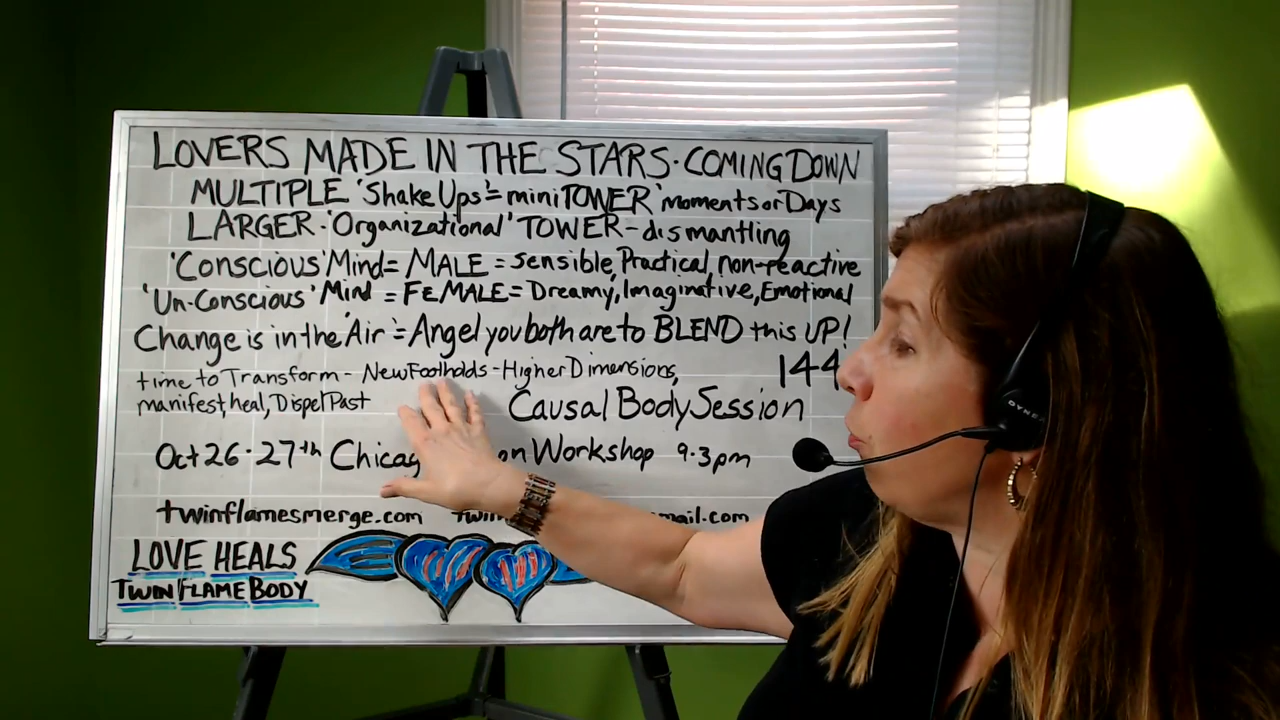 LOVERS MADE IN THE STARS · COMING DOWN
MULTIPLE 'Shake Ups' = mini TOWER' moments or Days
LARGER · 'Organizational' TOWER - dismantling
'Conscious' Mind = MALE = sensible, Practical, non-reactive
'Un-Conscious' Mind = FEMALE = Dreamy, Imaginative, Emotional
Change is in the 'Air' = Angel you both are to BLEND this UP!
time to Transform - New Footholds - Higher Dimensions,
144
manifest, heal, Dispel Past
Causal Body Session
Oct 26 - 27th Workshop 9-3pm
twinflamesmerge.com
LOVE HEALS
TWIN FLAME BODY